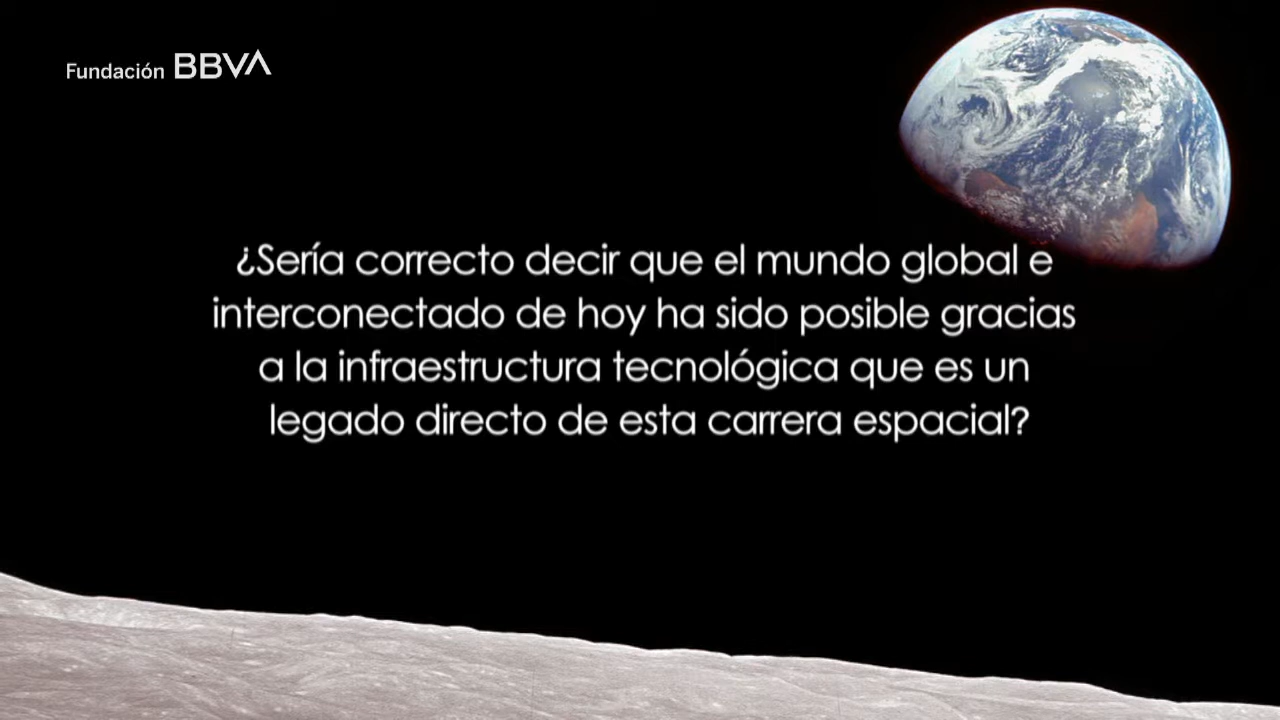 Fundación BBVA
¿Sería correcto decir que el mundo global e
interconectado de hoy ha sido posible gracias
a la infraestructura tecnológica que es un
legado directo de esta carrera espacial?